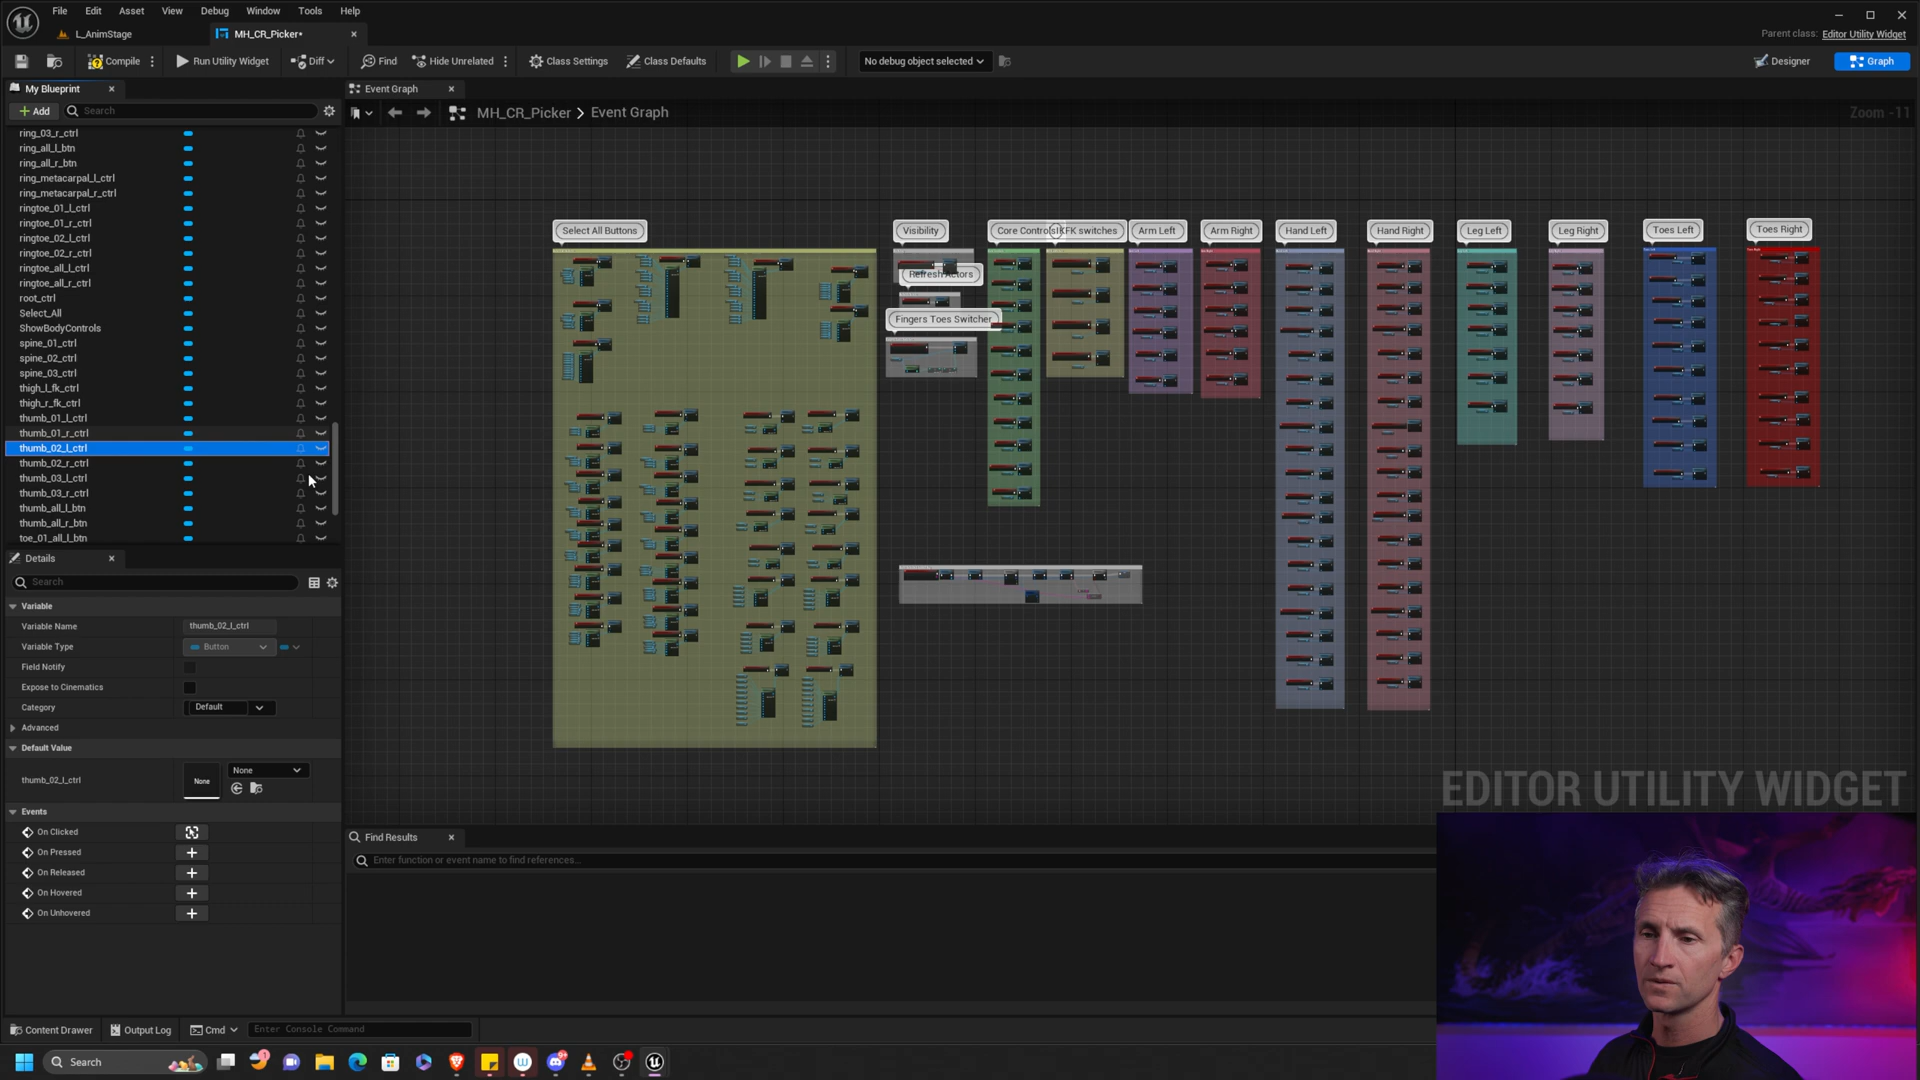 File Edit Asset View Debug Window Tools Help
L_AnimStage
MH_CR_Picker•
Parent class: Editor Utility Widget
Compile
Run Utility Widget
Diff
Find
Hide Unrelated
Class Settings
Class Defaults
No debug object selected
Designer
Graph
My Blueprint
Event Graph
Add
Search
MH_CR_Picker > Event Graph
Zoom -11
ring_03_r_ctrl
ring_all_l_btn
ring_all_r_btn
ring_metacarpal_l_ctrl
ring_metacarpal_r_ctrl
ringtoe_01_l_ctrl
ringtoe_01_r_ctrl
ringtoe_02_l_ctrl
ringtoe_02_r_ctrl
ringtoe_all_l_ctrl
ringtoe_all_r_ctrl
root_ctrl
Select_All
ShowBodyControls
spine_01_ctrl
spine_02_ctrl
spine_03_ctrl
thigh_l_fk_ctrl
thigh_r_fk_ctrl
thumb_01_l_ctrl
thumb_01_r_ctrl
thumb_02_l_ctrl
thumb_02_r_ctrl
thumb_03_l_ctrl
thumb_03_r_ctrl
thumb_all_l_btn
thumb_all_r_btn
toe_01_all_l_btn
Select All Buttons
Visibility
Core Controls
IKFK switches
Arm Left
Arm Right
Hand Left
Hand Right
Leg Left
Leg Right
Toes Left
Toes Right
Refresh Actors
Fingers Toes Switcher
Details
Search
Variable
Variable Name thumb_02_l_ctrl
Variable Type Button
Field Notify
Expose to Cinematics
Category Default
Advanced
Default Value
thumb_02_l_ctrl None None
Events
On Clicked
On Pressed
On Released
On Hovered
On Unhovered
EDITOR UTILITY WIDGET
Find Results
Enter function or event name to find references...
Content Drawer
Output Log
Cmd
Enter Console Command
Search